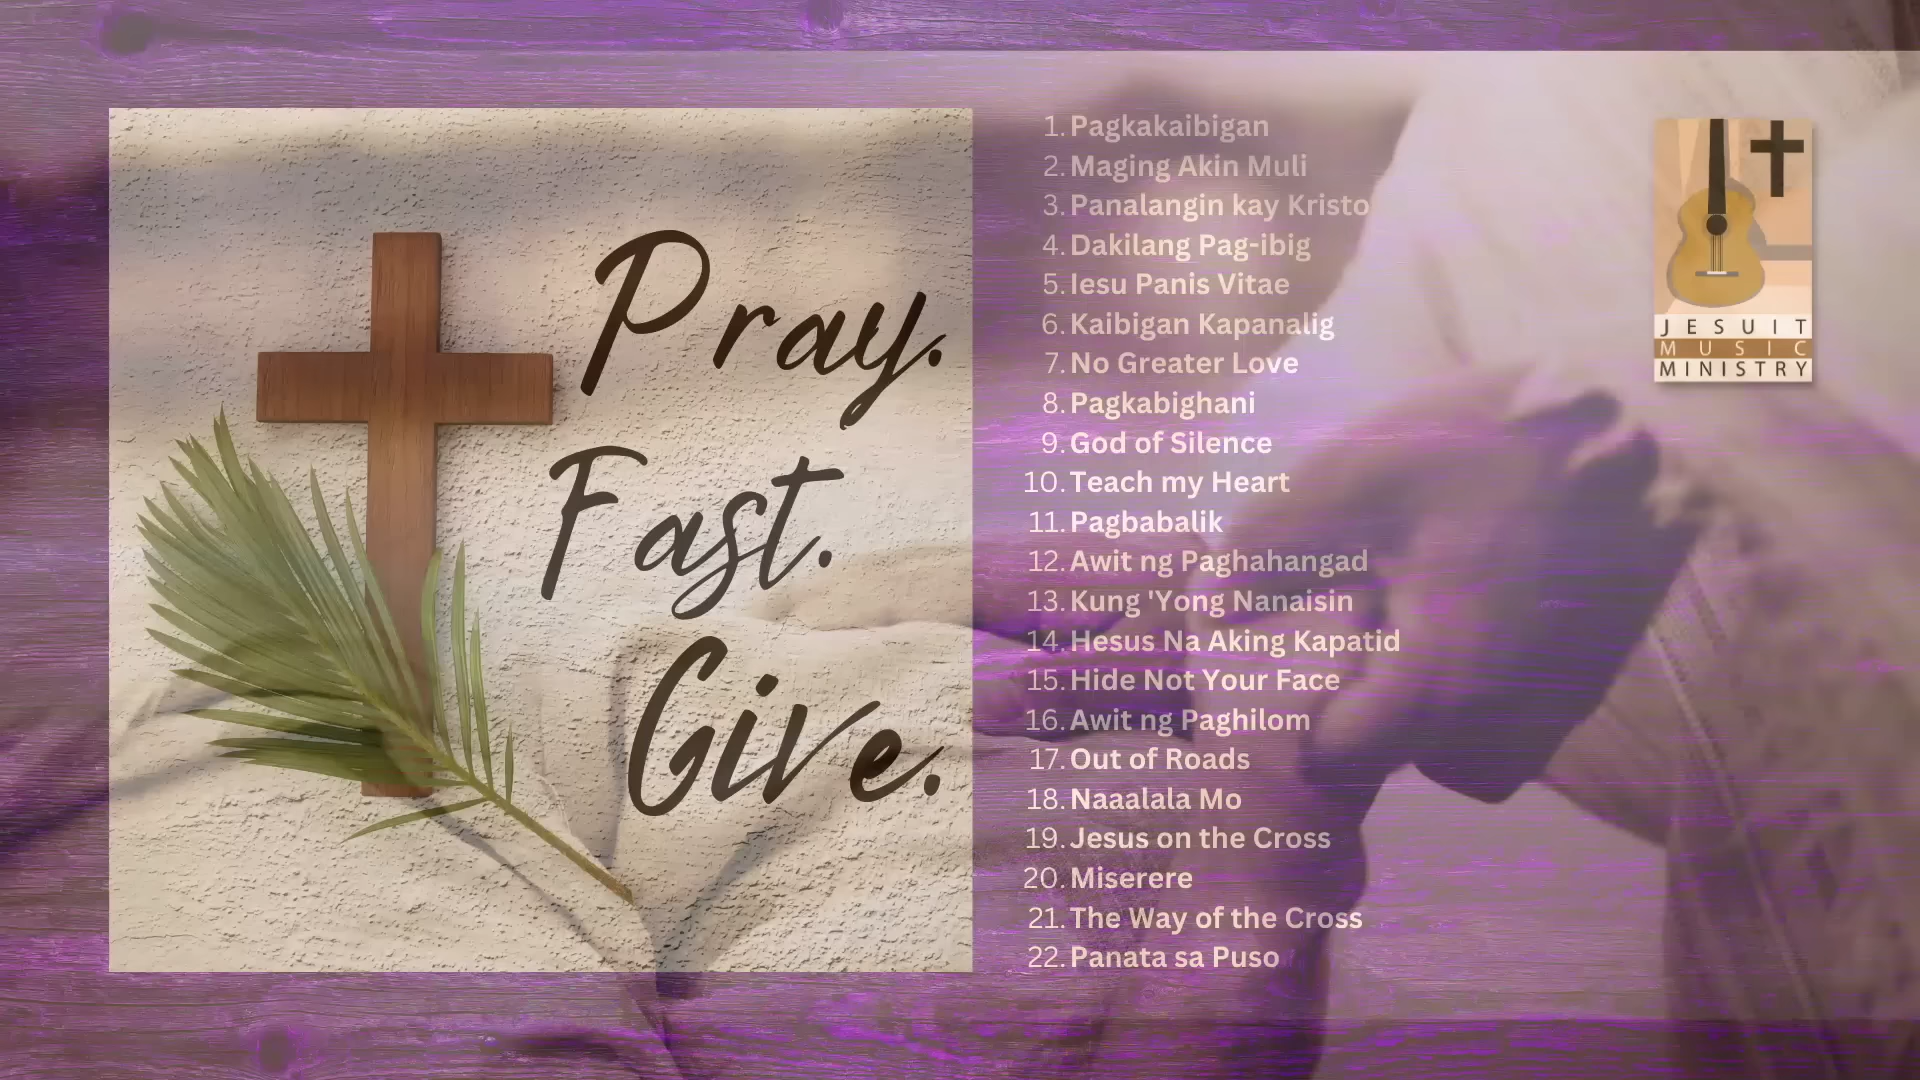 Pray.
Fast.
Give.
1. Pagkakaibigan
2. Maging Akin Muli
3. Panalangin kay Kristo
4. Dakilang Pag-ibig
5. Iesu Panis Vitae
6. Kaibigan Kapanalig
7. No Greater Love
8. Pagkabighani
9. God of Silence
10. Teach my Heart
11. Pagbabalik
12. Awit ng Paghahangad
13. Kung 'Yong Nanaisin
14. Hesus Na Aking Kapatid
15. Hide Not Your Face
16. Awit ng Paghilom
17. Out of Roads
18. Naaalala Mo
19. Jesus on the Cross
20. Miserere
21. The Way of the Cross
22. Panata sa Puso
JESUIT
MUSIC
MINISTRY